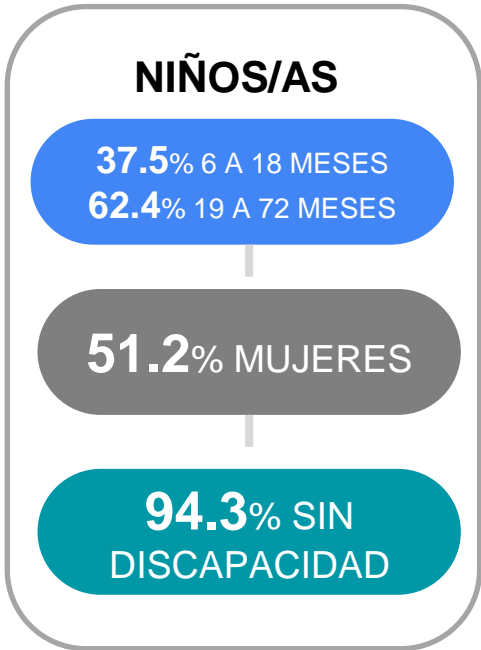 NIÑOS/AS
37.5% 6 A 18 MESES
62.4% 19 A 72 MESES
51.2% MUJERES
94.3% SIN
DISCAPACIDAD